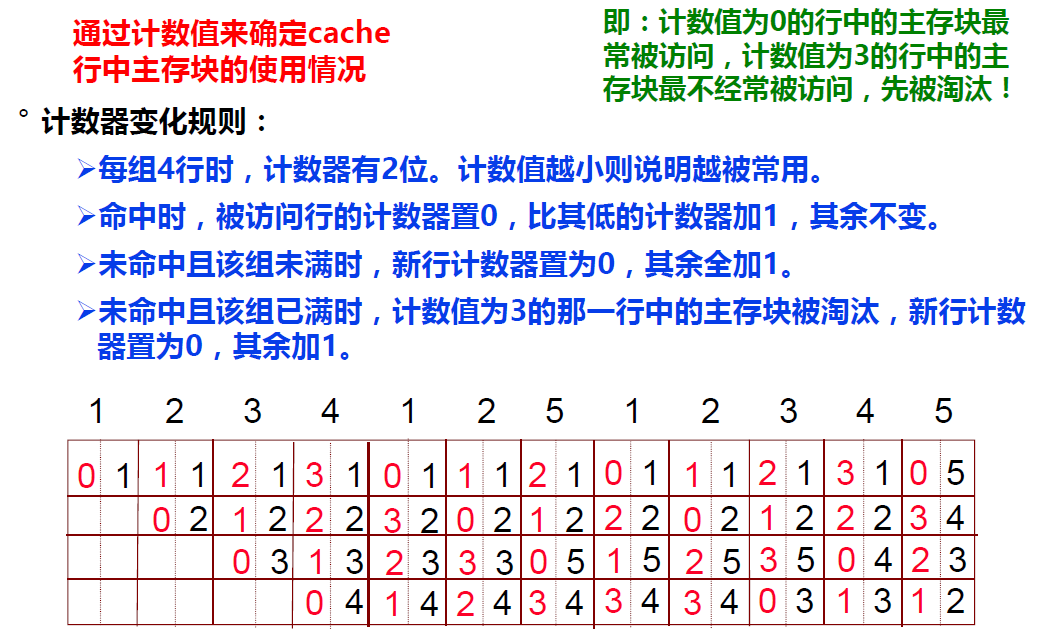 通过计数值来确定cache
行中主存块的使用情况
即：计数值为0的行中的主存块最
常被访问，计数值为3的行中的主
存块最不经常被访问，先被淘汰！
° 计数器变化规则：
➢每组4行时，计数器有2位。计数值越小则说明越被常用。
➢命中时，被访问行的计数器置0，比其低的计数器加1，其余不变。
➢未命中且该组未满时，新行计数器置为0，其余全加1。
➢未命中且该组已满时，计数值为3的那一行中的主存块被淘汰，新行计数
器置为0，其余加1。
1 2 3 4 1 2 5 1 2 3 4 5
0 1 1 1 2 1 3 1 0 1 1 1 2 1 0 1 1 1 2 1 3 1 0 5
0 2 1 2 2 2 3 2 0 2 1 2 2 2 0 2 1 2 2 2 3 4
0 3 1 3 2 3 3 3 0 5 1 5 2 5 3 5 0 4 2 3
0 4 1 4 2 4 3 4 3 4 3 4 0 3 1 3 1 2